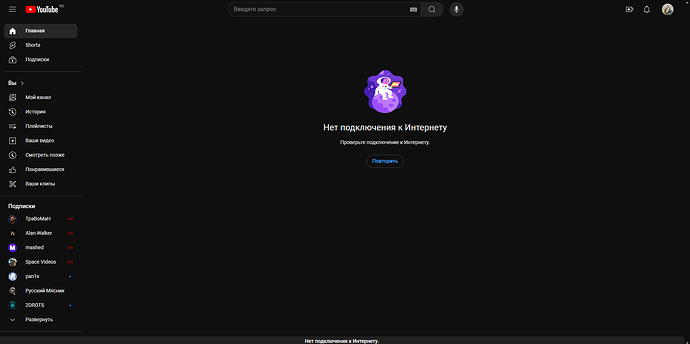 YouTube RU
Введите запрос
Главная
Shorts
Подписки
Вы
Мой канал
История
Плейлисты
Ваши видео
Смотреть позже
Понравившиеся
Ваши клипы
Подписки
TpaBoMaH
Alan Walker
mashed
Space Videos
pan1x
Русский Мясник
2DROTS
Развернуть
Нет подключения к Интернету
Проверьте подключение к Интернету.
Повторить
Нет подключения к Интернету.